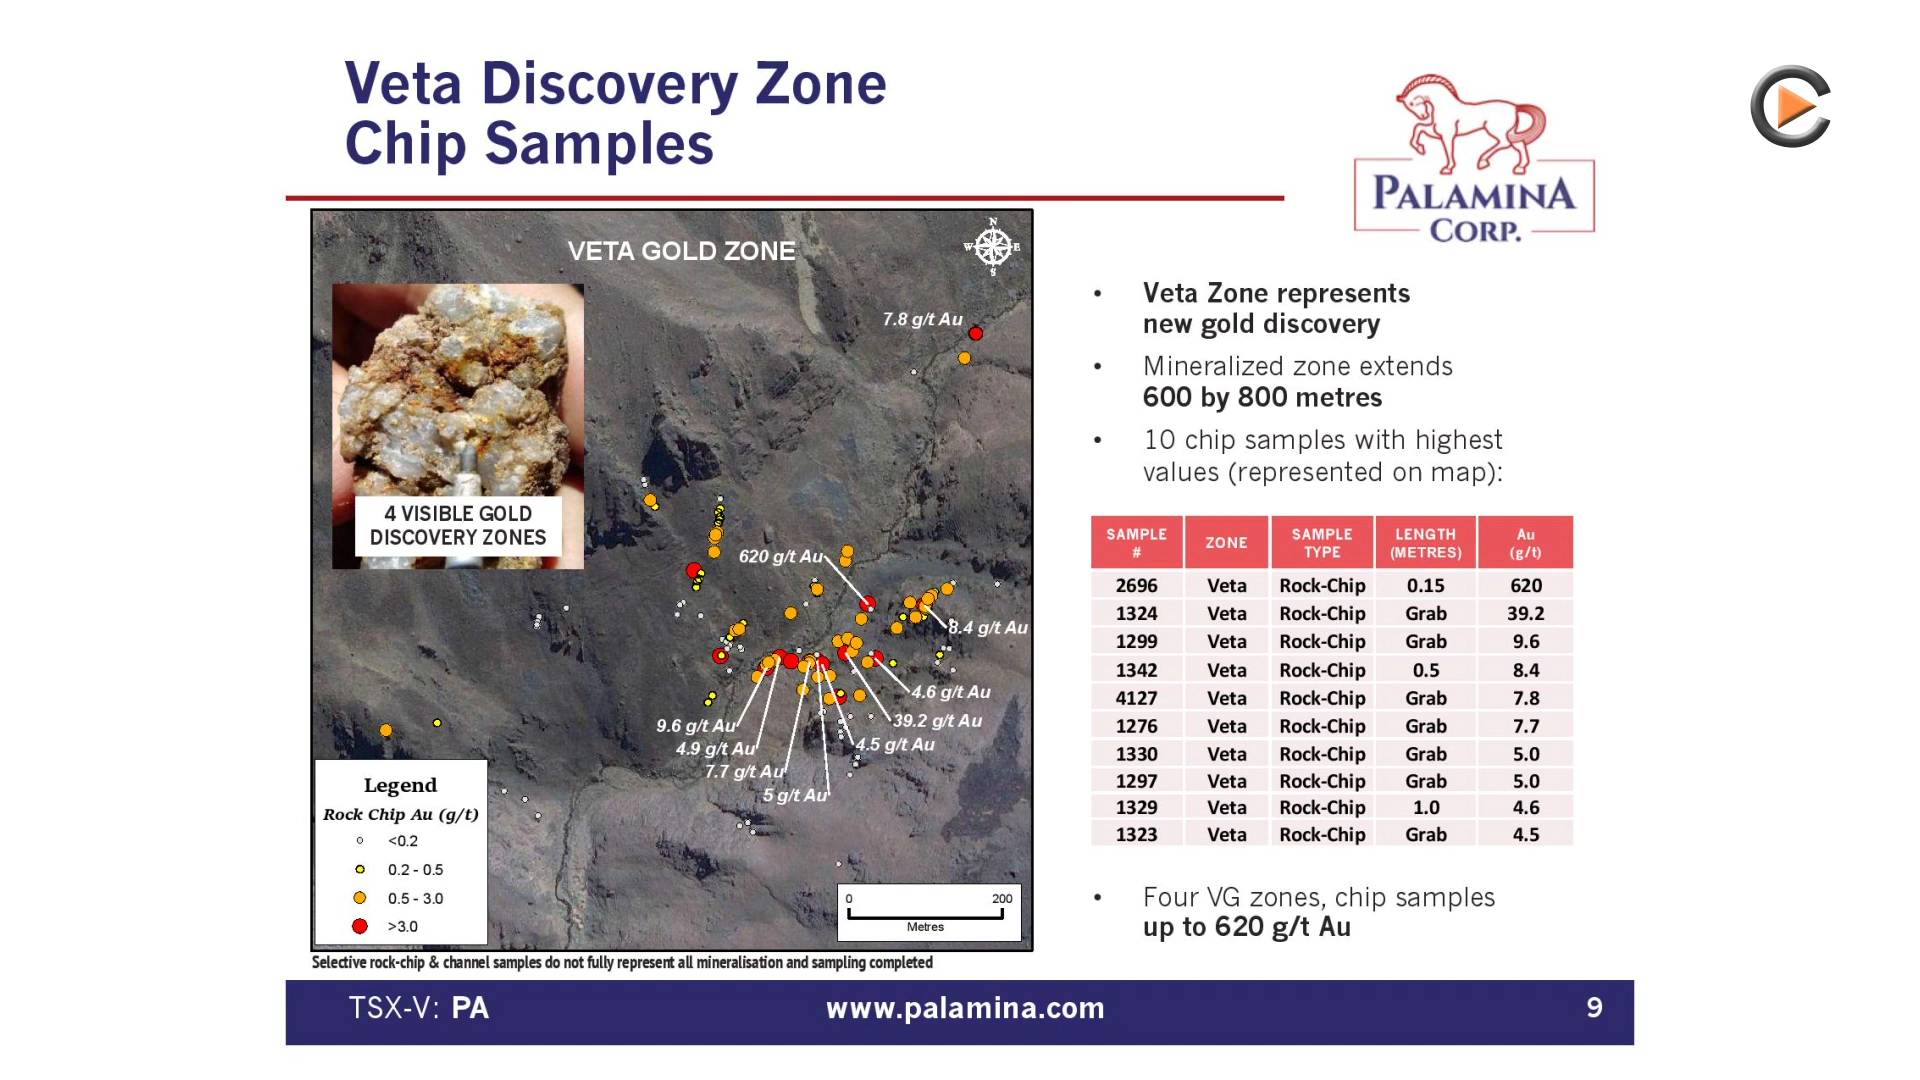 Veta Discovery Zone
Chip Samples
PALAMINA
CORP.
VETA GOLD ZONE
N
W E
S
7.8 g/t Au
4 VISIBLE GOLD
DISCOVERY ZONES
620 g/t Au
8.4 g/t Au
4.6 g/t Au
39.2 g/t Au
9.6 g/t Au
4.5 g/t Au
4.9 g/t Au
7.7 g/t Au
5 g/t Au
Legend
Rock Chip Au (g/t)
<0.2
0.2 - 0.5
0.5 - 3.0
>3.0
0 200
Metres
Selective rock-chip & channel samples do not fully represent all mineralisation and sampling completed
• Veta Zone represents
new gold discovery
• Mineralized zone extends
600 by 800 metres
• 10 chip samples with highest
values (represented on map):
SAMPLE # ZONE SAMPLE TYPE LENGTH (METRES) Au (g/t)
2696 Veta Rock-Chip 0.15 620
1324 Veta Rock-Chip Grab 39.2
1299 Veta Rock-Chip Grab 9.6
1342 Veta Rock-Chip 0.5 8.4
4127 Veta Rock-Chip Grab 7.8
1276 Veta Rock-Chip Grab 7.7
1330 Veta Rock-Chip Grab 5.0
1297 Veta Rock-Chip Grab 5.0
1329 Veta Rock-Chip 1.0 4.6
1323 Veta Rock-Chip Grab 4.5
• Four VG zones, chip samples
up to 620 g/t Au
TSX-V: PA www.palamina.com 9